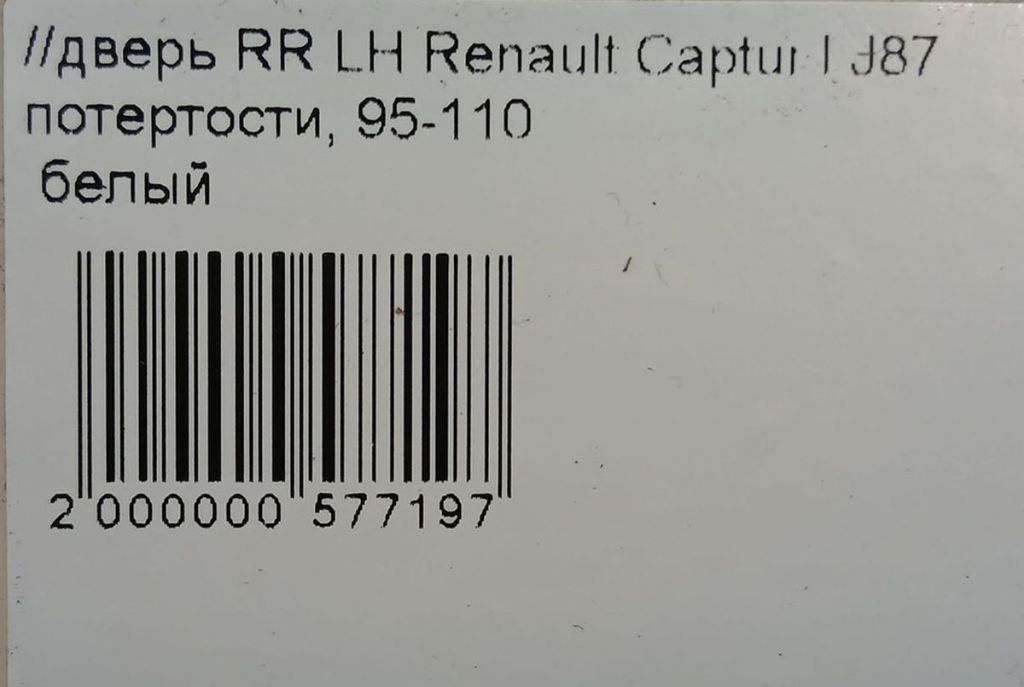 //дверь RR LH Renault Captur I J87
потертости, 95-110
белый
2 000000 577197